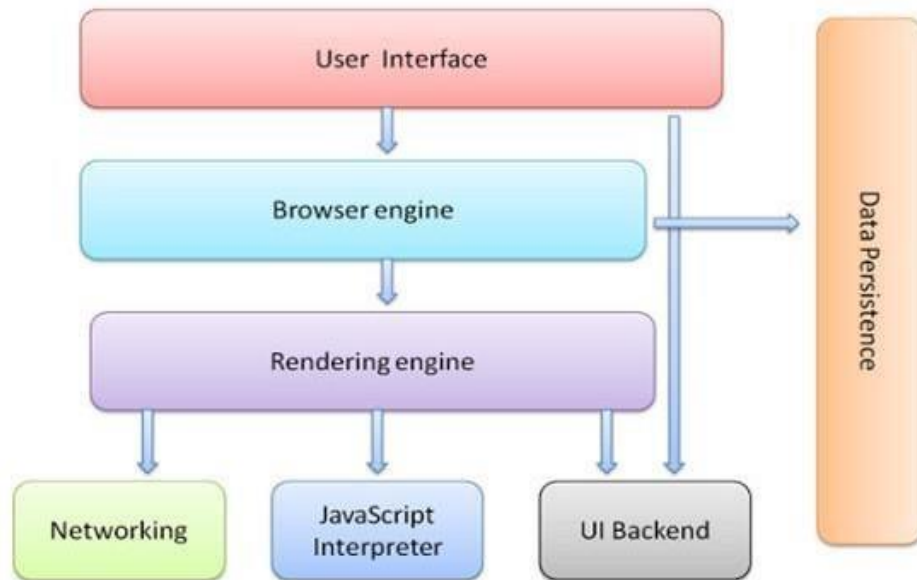 User Interface
Browser engine
Rendering engine
Networking
JavaScript
Interpreter
UI Backend
Data Persistence